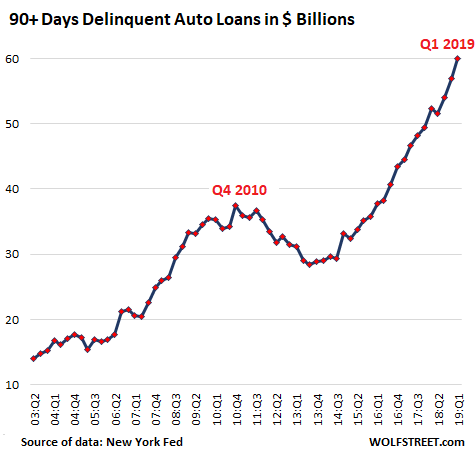 90+ Days Delinquent Auto Loans in $ Billions
Q1 2019
60
50
Q4 2010
40
30
20
10
03:Q2
04:Q1
04:Q4
05:Q3
06:Q2
07:Q1
07:Q4
08:Q3
09:Q2
10:Q1
10:Q4
11:Q3
12:Q2
13:Q1
13:Q4
14:Q3
15:Q2
16:Q1
16:Q4
17:Q3
18:Q2
19:Q1
Source of data: New York Fed
WOLFSTREET.com